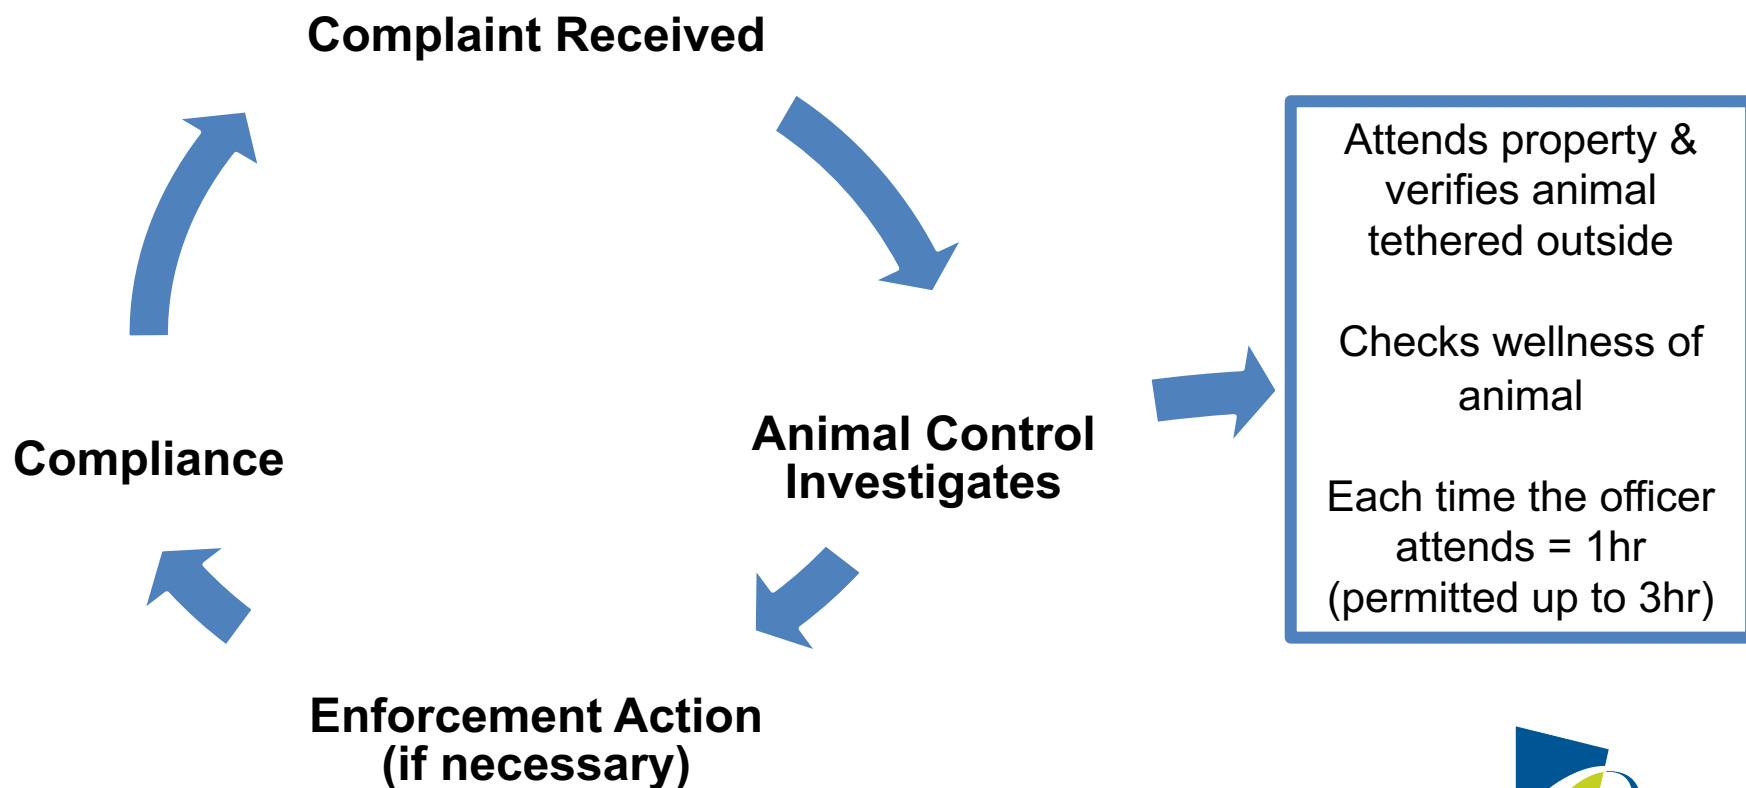 Complaint Received
Attends property &
verifies animal
tethered outside
Checks wellness of
animal
Each time the officer
attends = 1hr
(permitted up to 3hr)
Animal Control
Investigates
Enforcement Action
(if necessary)
Compliance